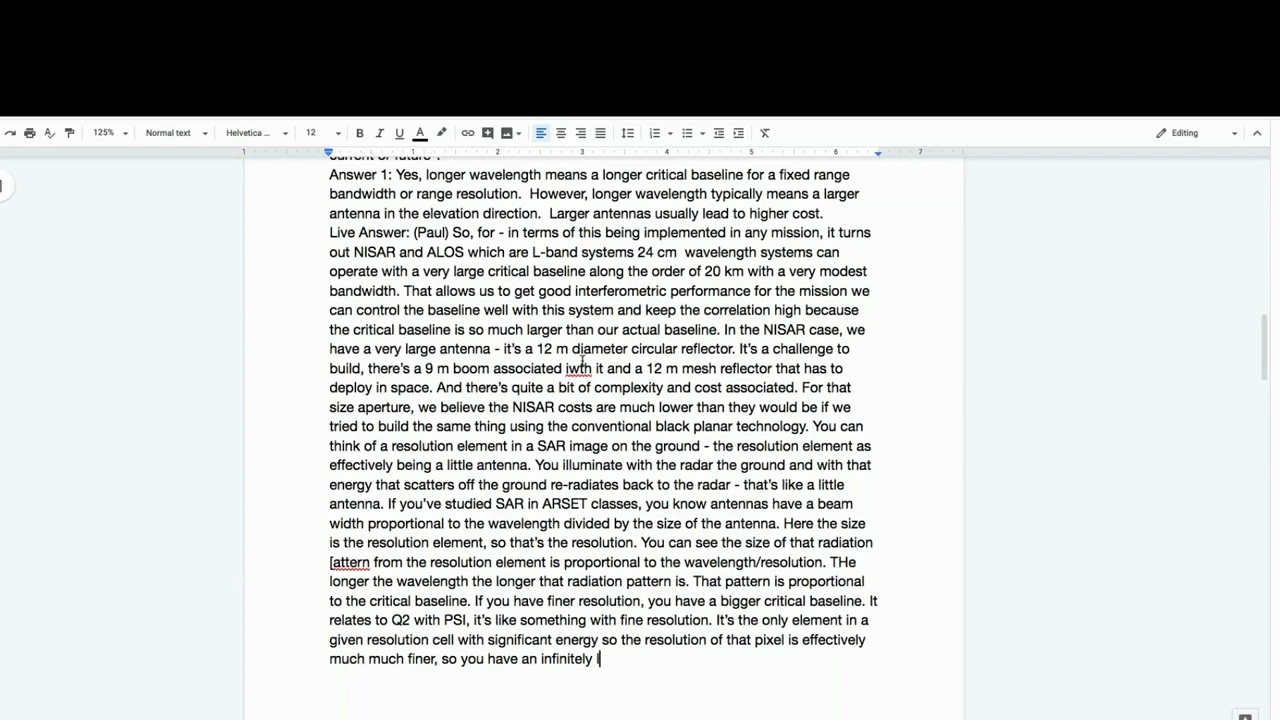 125% Normal text Helvetica ... 12 B I U A Editing
1 1 2 3 4 5 6 7
current or future ?
Answer 1: Yes, longer wavelength means a longer critical baseline for a fixed range
bandwidth or range resolution.  However, longer wavelength typically means a larger
antenna in the elevation direction.  Larger antennas usually lead to higher cost.
Live Answer: (Paul) So, for - in terms of this being implemented in any mission, it turns
out NISAR and ALOS which are L-band systems 24 cm  wavelength systems can
operate with a very large critical baseline along the order of 20 km with a very modest
bandwidth. That allows us to get good interferometric performance for the mission we
can control the baseline well with this system and keep the correlation high because
the critical baseline is so much larger than our actual baseline. In the NISAR case, we
have a very large antenna - it's a 12 m diameter circular reflector. It's a challenge to
build, there's a 9 m boom associated iwth it and a 12 m mesh reflector that has to
deploy in space. And there's quite a bit of complexity and cost associated. For that
size aperture, we believe the NISAR costs are much lower than they would be if we
tried to build the same thing using the conventional black planar technology. You can
think of a resolution element in a SAR image on the ground - the resolution element as
effectively being a little antenna. You illuminate with the radar the ground and with that
energy that scatters off the ground re-radiates back to the radar - that's like a little
antenna. If you've studied SAR in ARSET classes, you know antennas have a beam
width proportional to the wavelength divided by the size of the antenna. Here the size
is the resolution element, so that's the resolution. You can see the size of that radiation
[attern from the resolution element is proportional to the wavelength/resolution. THe
longer the wavelength the longer that radiation pattern is. That pattern is proportional
to the critical baseline. If you have finer resolution, you have a bigger critical baseline. It
relates to Q2 with PSI, it's like something with fine resolution. It's the only element in a
given resolution cell with significant energy so the resolution of that pixel is effectively
much much finer, so you have an infinitely l